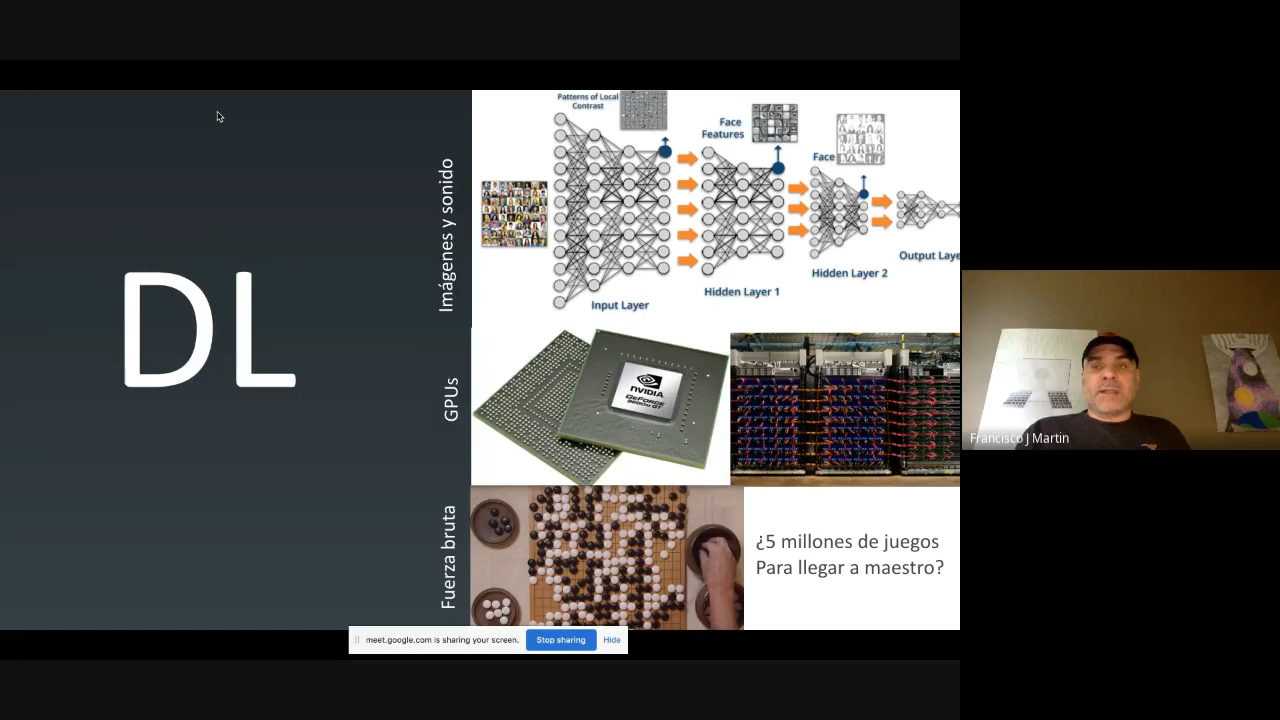 DL
Imágenes y sonido
Patterns of Local
Contrast
Face
Features
Face
Input Layer
Hidden Layer 1
Hidden Layer 2
Output Laye
GPUs
NVIDIA
GEFORCE
Fuerza bruta
¿5 millones de juegos
Para llegar a maestro?
meet.google.com is sharing your screen.
Stop sharing
Hide
Francisco J Martin